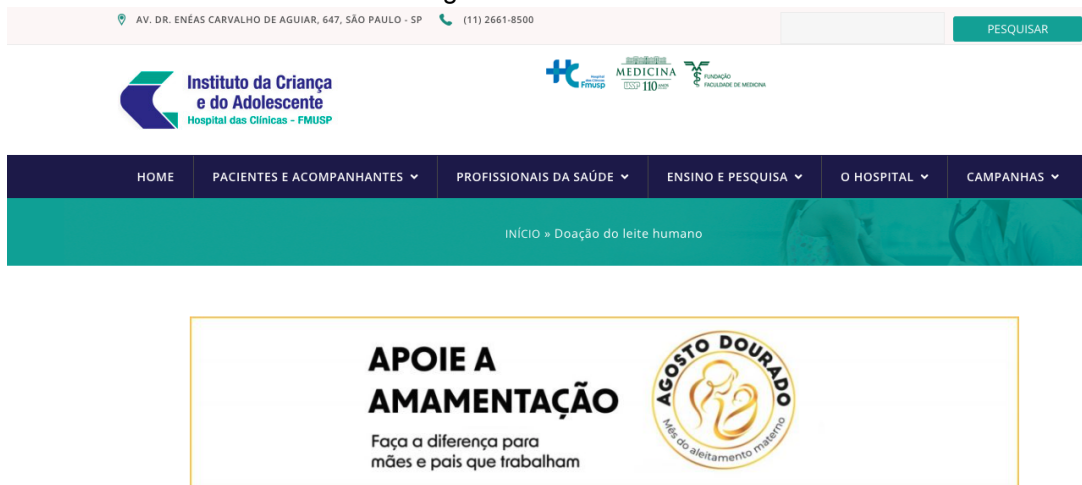 AV. DR. ENÉAS CARVALHO DE AGUIAR, 647, SÃO PAULO - SP (11) 2661-8500
PESQUISAR
Instituto da Criança
e do Adolescente
Hospital das Clínicas - FMUSP
Fmusp
MEDICINA
USP 110
FUNDAÇÃO
FACULDADE DE MEDICINA
HOME PACIENTES E ACOMPANHANTES PROFISSIONAIS DA SAÚDE ENSINO E PESQUISA O HOSPITAL CAMPANHAS
INÍCIO » Doação do leite humano
APOIE A
AMAMENTAÇÃO
Faça a diferença para
mães e pais que trabalham
AGOSTO DOURADO
Mês do aleitamento materno